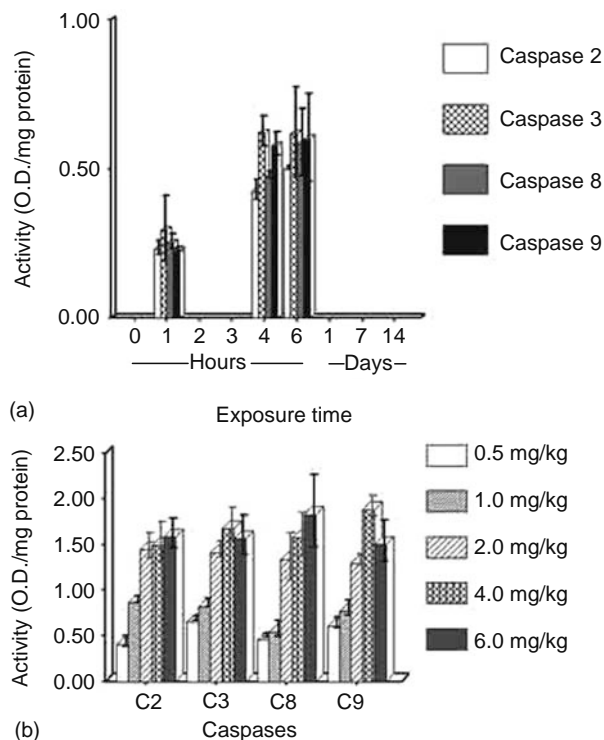 1.00
0.50
0.00
Activity (O.D./mg protein)
Caspase 2
Caspase 3
Caspase 8
Caspase 9
0 1 2 3 4 6 1 7 14
Hours Days
(a)
Exposure time
2.50
2.00
1.50
1.00
0.50
0.00
Activity (O.D./mg protein)
0.5 mg/kg
1.0 mg/kg
2.0 mg/kg
4.0 mg/kg
6.0 mg/kg
C2 C3 C8 C9
(b)
Caspases